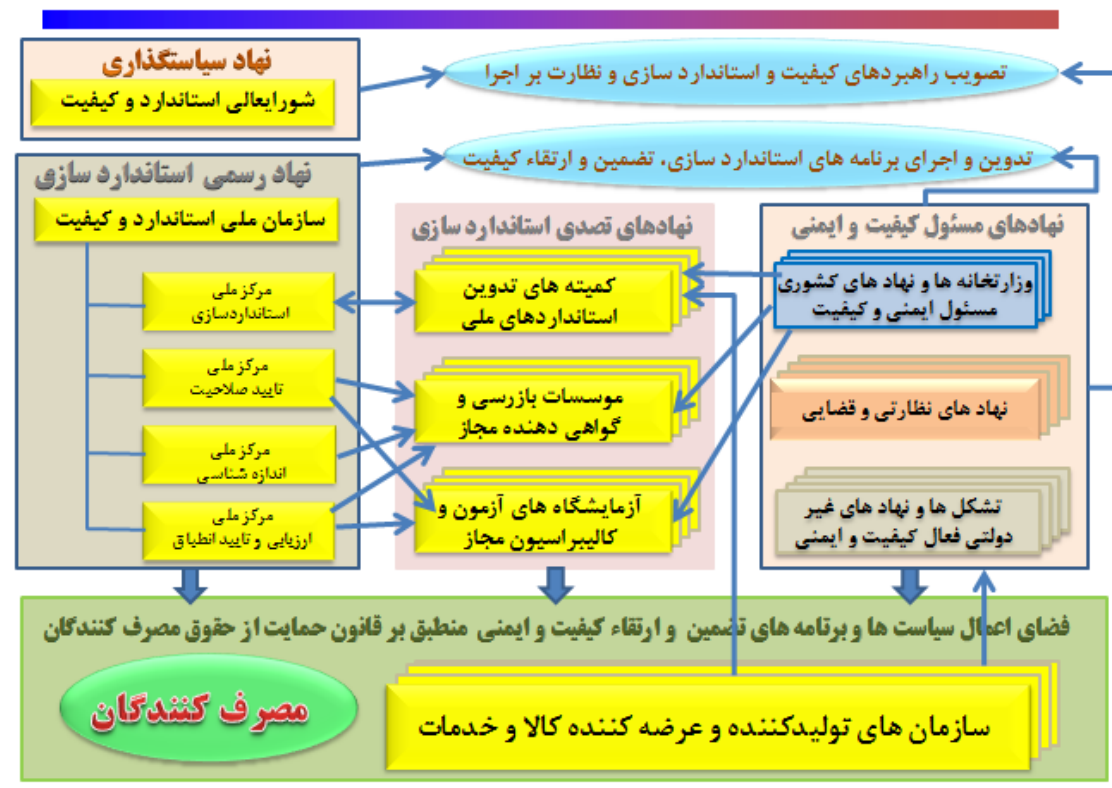 نهاد سیاستگذاری
شورایعالی استاندارد و کیفیت
تصویب راهبردهای کیفیت و استاندارد سازی و نظارت بر اجرا
تدوین و اجرای برنامه های استاندارد سازی، تضمین و ارتقاء کیفیت
نهاد رسمی استاندارد سازی
سازمان ملی استاندارد و کیفیت
مرکز ملی
استانداردسازی
مرکز ملی
تایید صلاحیت
مرکز ملی
اندازه شناسی
مرکز ملی
ارزیابی و تایید انطباق
نهادهای تصدی استاندارد سازی
کمیته های تدوین
استانداردهای ملی
موسسات بازرسی و
گواهی دهنده مجاز
آزمایشگاه های آزمون و
کالیبراسیون مجاز
نهادهای مسئول کیفیت و ایمنی
وزارتخانه ها و نهاد های کشوری
مسئول ایمنی و کیفیت
نهاد های نظارتی و قضایی
تشکل ها و نهاد های غیر
دولتی فعال کیفیت و ایمنی
فضای اعمال سیاست ها و برنامه های تضمین و ارتقاء کیفیت و ایمنی منطبق بر قانون حمایت از حقوق مصرف کنندگان
مصرف کنندگان
سازمان های تولیدکننده و عرضه کننده کالا و خدمات